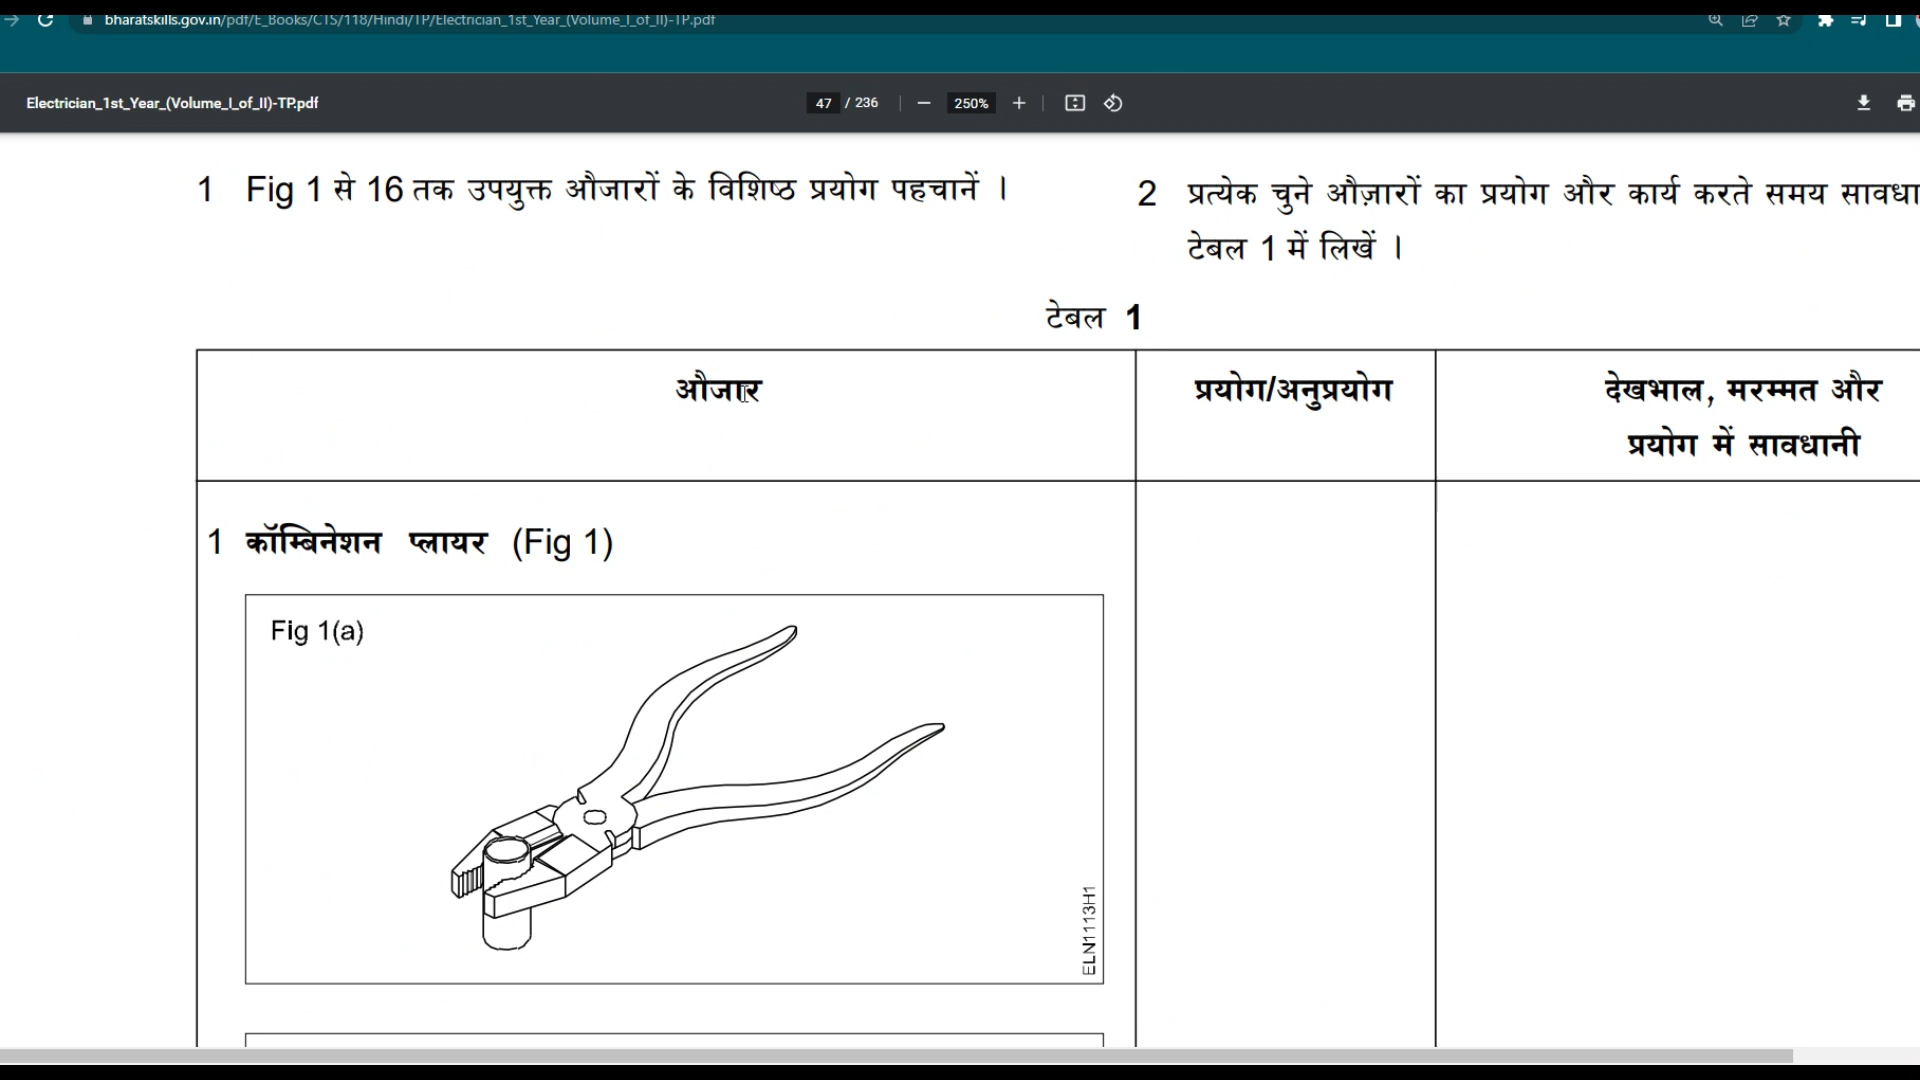 bharatskills.gov.in/pdf/E_Books/CTS/118/Hindi/TP/Electrician_1st_Year_(Volume_I_of_II)-TP.pdf
Electrician_1st_Year_(Volume_I_of_II)-TP.pdf
47 / 236
250%
1 Fig 1 से 16 तक उपयुक्त औजारों के विशिष्ठ प्रयोग पहचानें ।
2 प्रत्येक चुने औज़ारों का प्रयोग और कार्य करते समय सावधा
टेबल 1 में लिखें ।
टेबल 1
औजार
प्रयोग/अनुप्रयोग
देखभाल, मरम्मत और
प्रयोग में सावधानी
1 कॉम्बिनेशन प्लायर (Fig 1)
Fig 1(a)
ELN1113H1